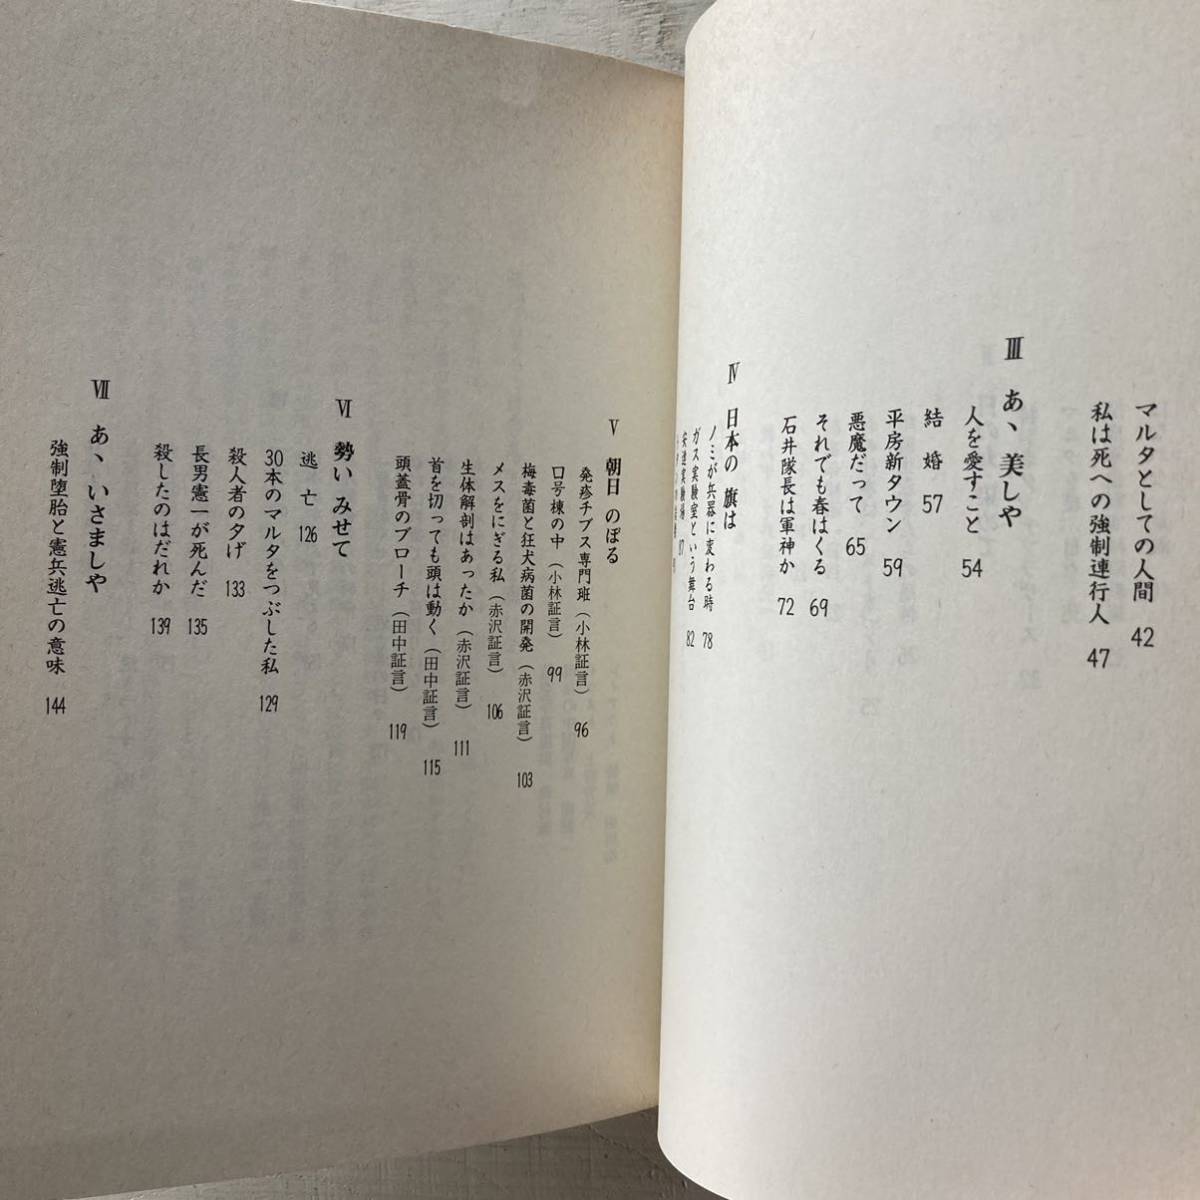 マルタとしての人間 42
私は死への強制連行人 47
Ⅲ あゝ 美しや
人を愛すこと 54
結婚 57
平房新タウン 59
悪魔だって 65
それでも春はくる 69
石井隊長は軍神か 72
Ⅳ 日本の 旗は
ノミが兵器に変わる時 78
ガス実験室という舞台 82
安達実験場 87
Ⅴ 朝日 のぼる
発疹チブス専門班(小林証言) 96
口号棟の中(小林証言) 99
梅毒菌と狂犬病菌の開発(赤沢証言) 103
メスをにぎる私(赤沢証言) 106
生体解剖はあったか(赤沢証言) 111
首を切っても頭は動く(田中証言) 115
頭蓋骨のブローチ(田中証言) 119
Ⅵ 勢い みせて
逃亡 126
30本のマルタをつぶした私 129
殺人者の夕げ 133
長男憲一が死んだ 135
殺したのはだれか 139
Ⅶ あゝ いさましや
強制堕胎と憲兵逃亡の意味 144